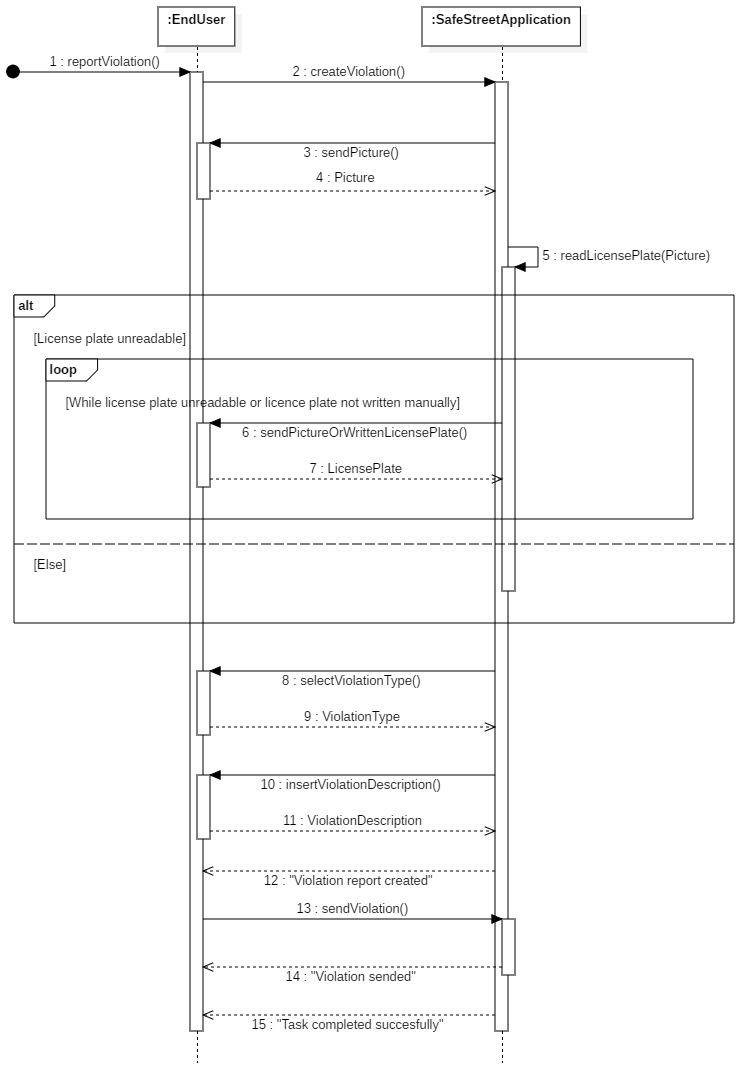 :EndUser
:SafeStreetApplication
1 : reportViolation()
2 : createViolation()
3 : sendPicture()
4 : Picture
5 : readLicensePlate(Picture)
alt
[License plate unreadable]
loop
[While license plate unreadable or licence plate not written manually]
6 : sendPictureOrWrittenLicensePlate()
7 : LicensePlate
[Else]
8 : selectViolationType()
9 : ViolationType
10 : insertViolationDescription()
11 : ViolationDescription
12 : "Violation report created"
13 : sendViolation()
14 : "Violation sended"
15 : "Task completed succesfully"